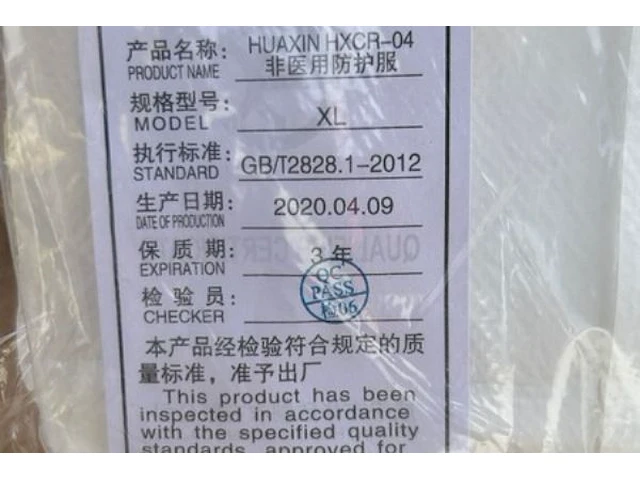 产品名称: HUAXIN HXCR-04
PRODUCT NAME 非医用防护服
规格型号: XL
MODEL
执行标准: GB/T2828.1-2012
STANDARD
生产日期: 2020.04.09
DATE OF PRODUCTION
保质期: 3年
EXPIRATION
QC
PASS
检验员:
CHECKER
本产品经检验符合规定的质
量标准，准予出厂
This product has been
inspected in accordance
with the specified quality
standards, approved for